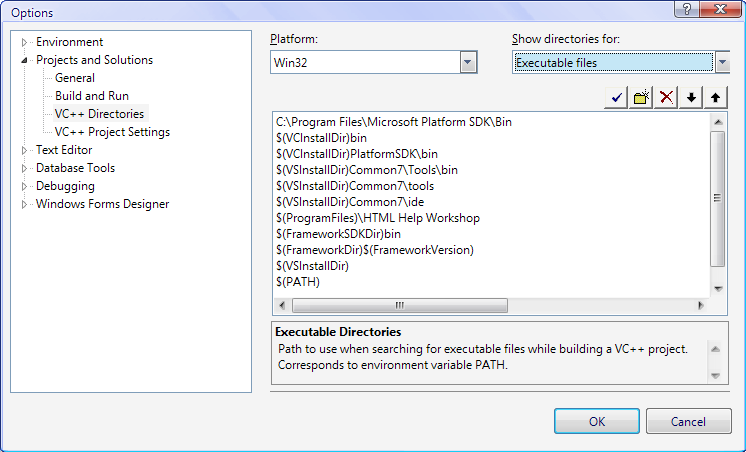 Options
Environment
Projects and Solutions
General
Build and Run
VC++ Directories
VC++ Project Settings
Text Editor
Database Tools
Debugging
Windows Forms Designer
Platform:
Win32
Show directories for:
Executable files
C:\Program Files\Microsoft Platform SDK\Bin
$(VCInstallDir)bin
$(VCInstallDir)PlatformSDK\bin
$(VSInstallDir)Common7\Tools\bin
$(VSInstallDir)Common7\tools
$(VSInstallDir)Common7\ide
$(ProgramFiles)\HTML Help Workshop
$(FrameworkSDKDir)bin
$(FrameworkDir)$(FrameworkVersion)
$(VSInstallDir)
$(PATH)
Executable Directories
Path to use when searching for executable files while building a VC++ project.
Corresponds to environment variable PATH.
OK
Cancel